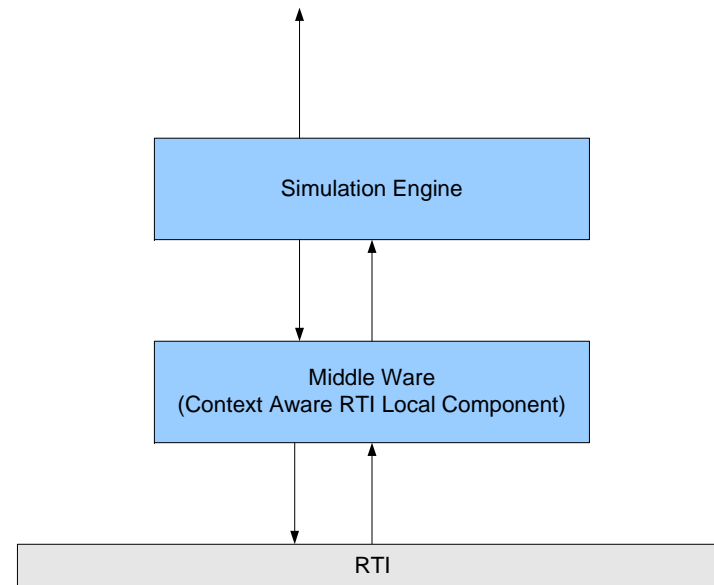 Simulation Engine
Middle Ware
(Context Aware RTI Local Component)
RTI